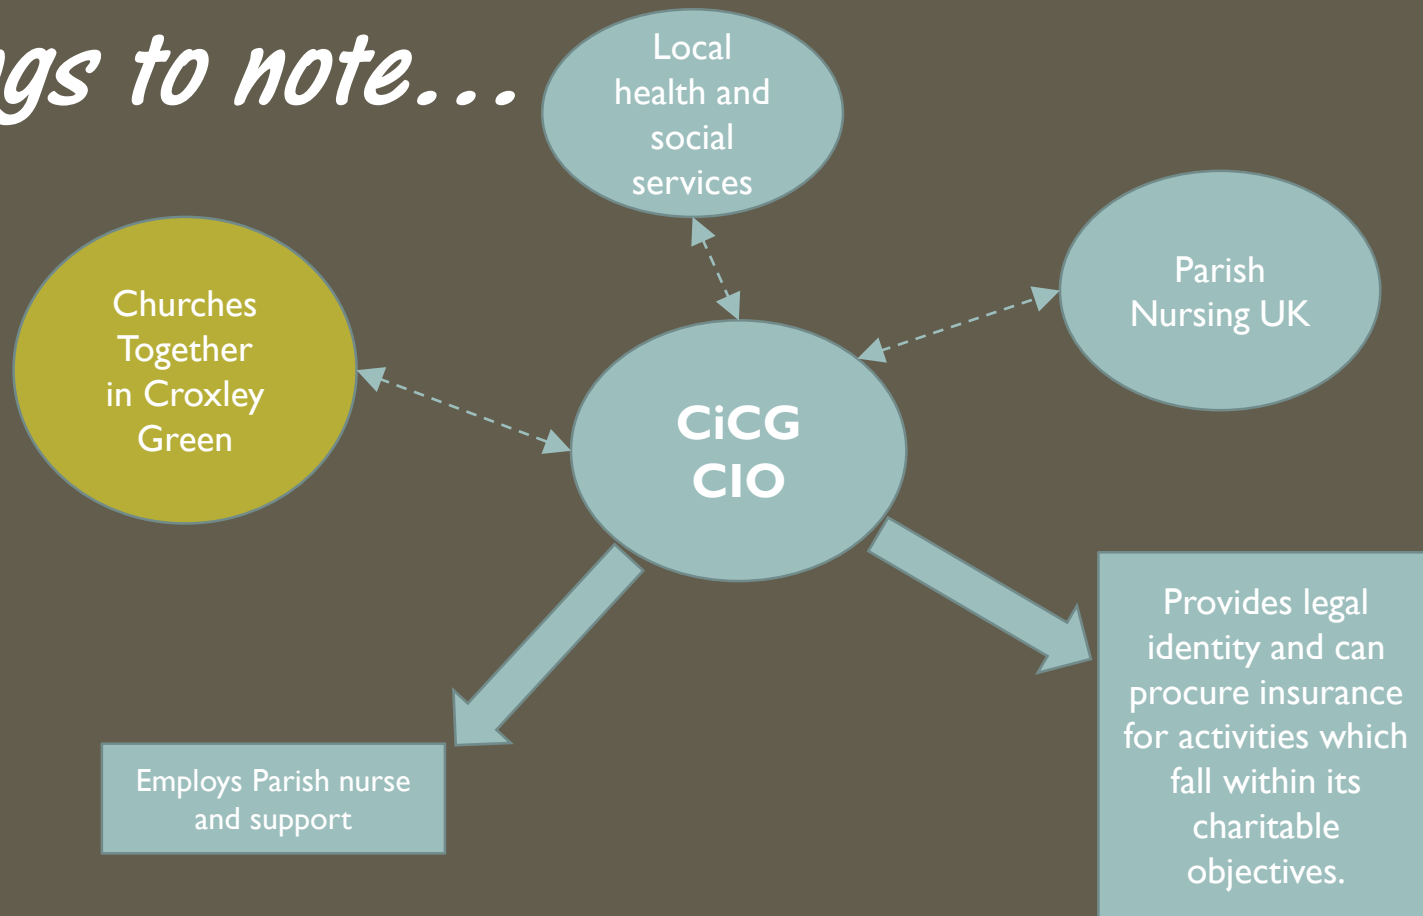 gs to note...
Local
health and
social
services
Parish
Nursing UK
Churches
Together
in Croxley
Green
CiCG
CIO
Provides legal
identity and can
procure insurance
for activities which
fall within its
charitable
objectives.
Employs Parish nurse
and support